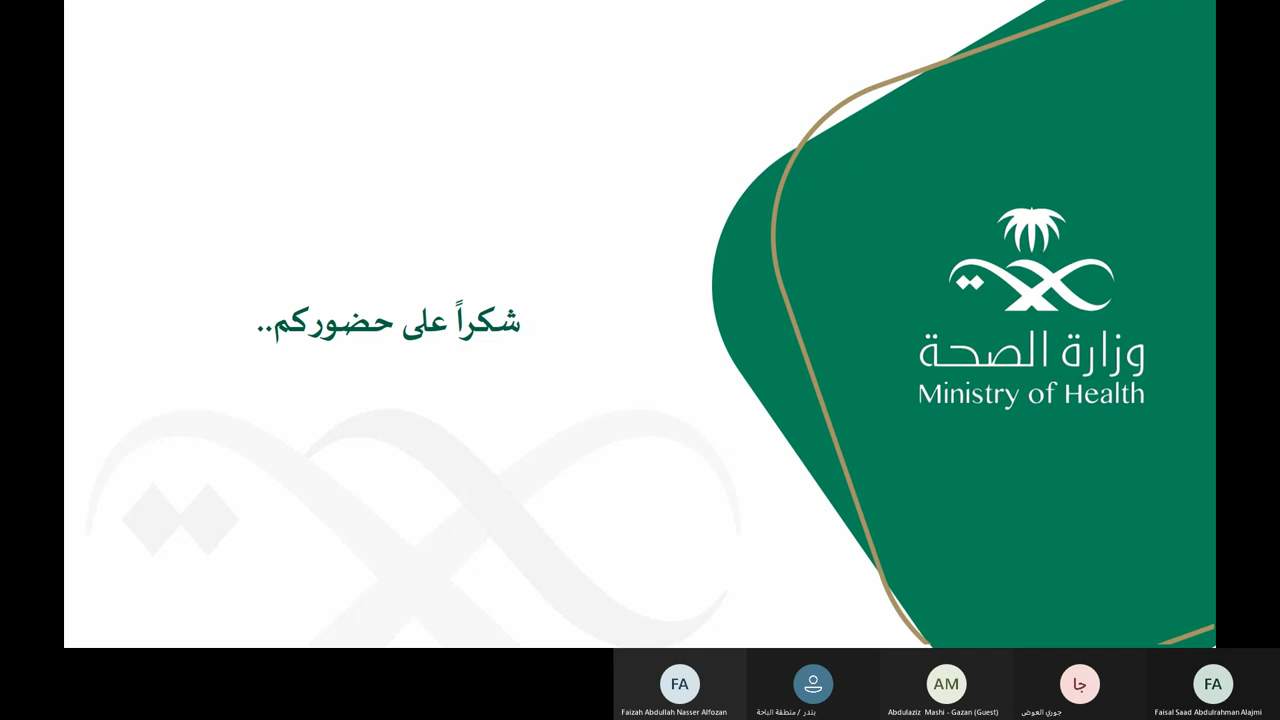 شكراً على حضوركم..
وزارة الصحة
Ministry of Health
FA
Faizah Abdullah Nasser Alfozan
بندر / منطقة الباحة
AM
Abdulaziz Mashi - Gazan (Guest)
جا
جوري العوض
FA
Faisal Saad Abdulrahman Alajmi